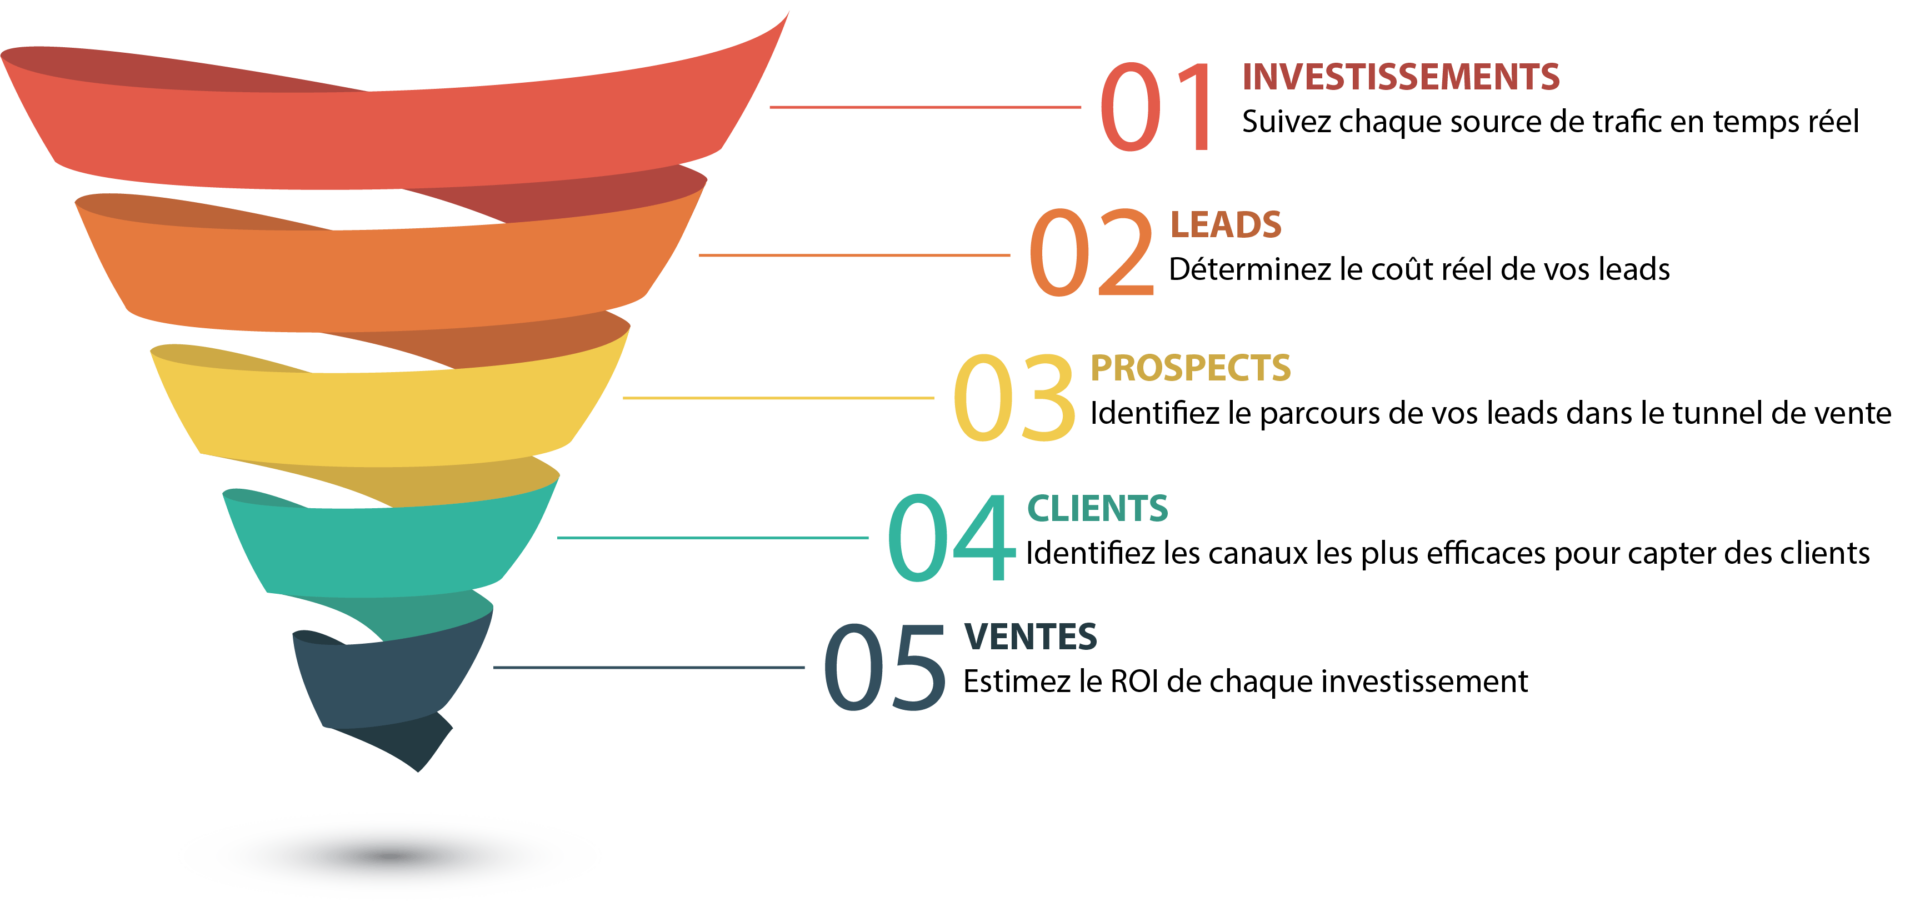 01 INVESTISSEMENTS
Suivez chaque source de trafic en temps réel
02 LEADS
Déterminez le coût réel de vos leads
03 PROSPECTS
Identifiez le parcours de vos leads dans le tunnel de vente
04 CLIENTS
Identifiez les canaux les plus efficaces pour capter des clients
05 VENTES
Estimez le ROI de chaque investissement